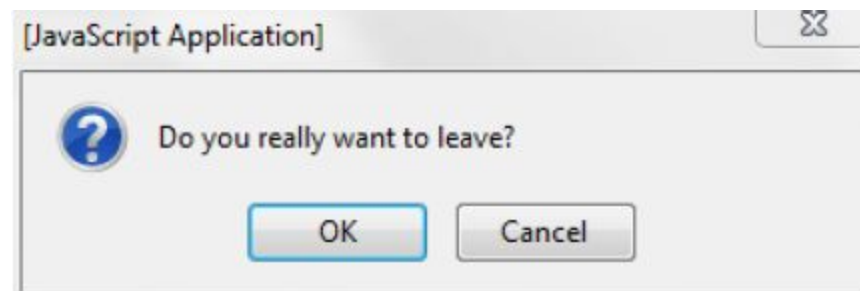 [JavaScript Application]
Do you really want to leave?
OK Cancel